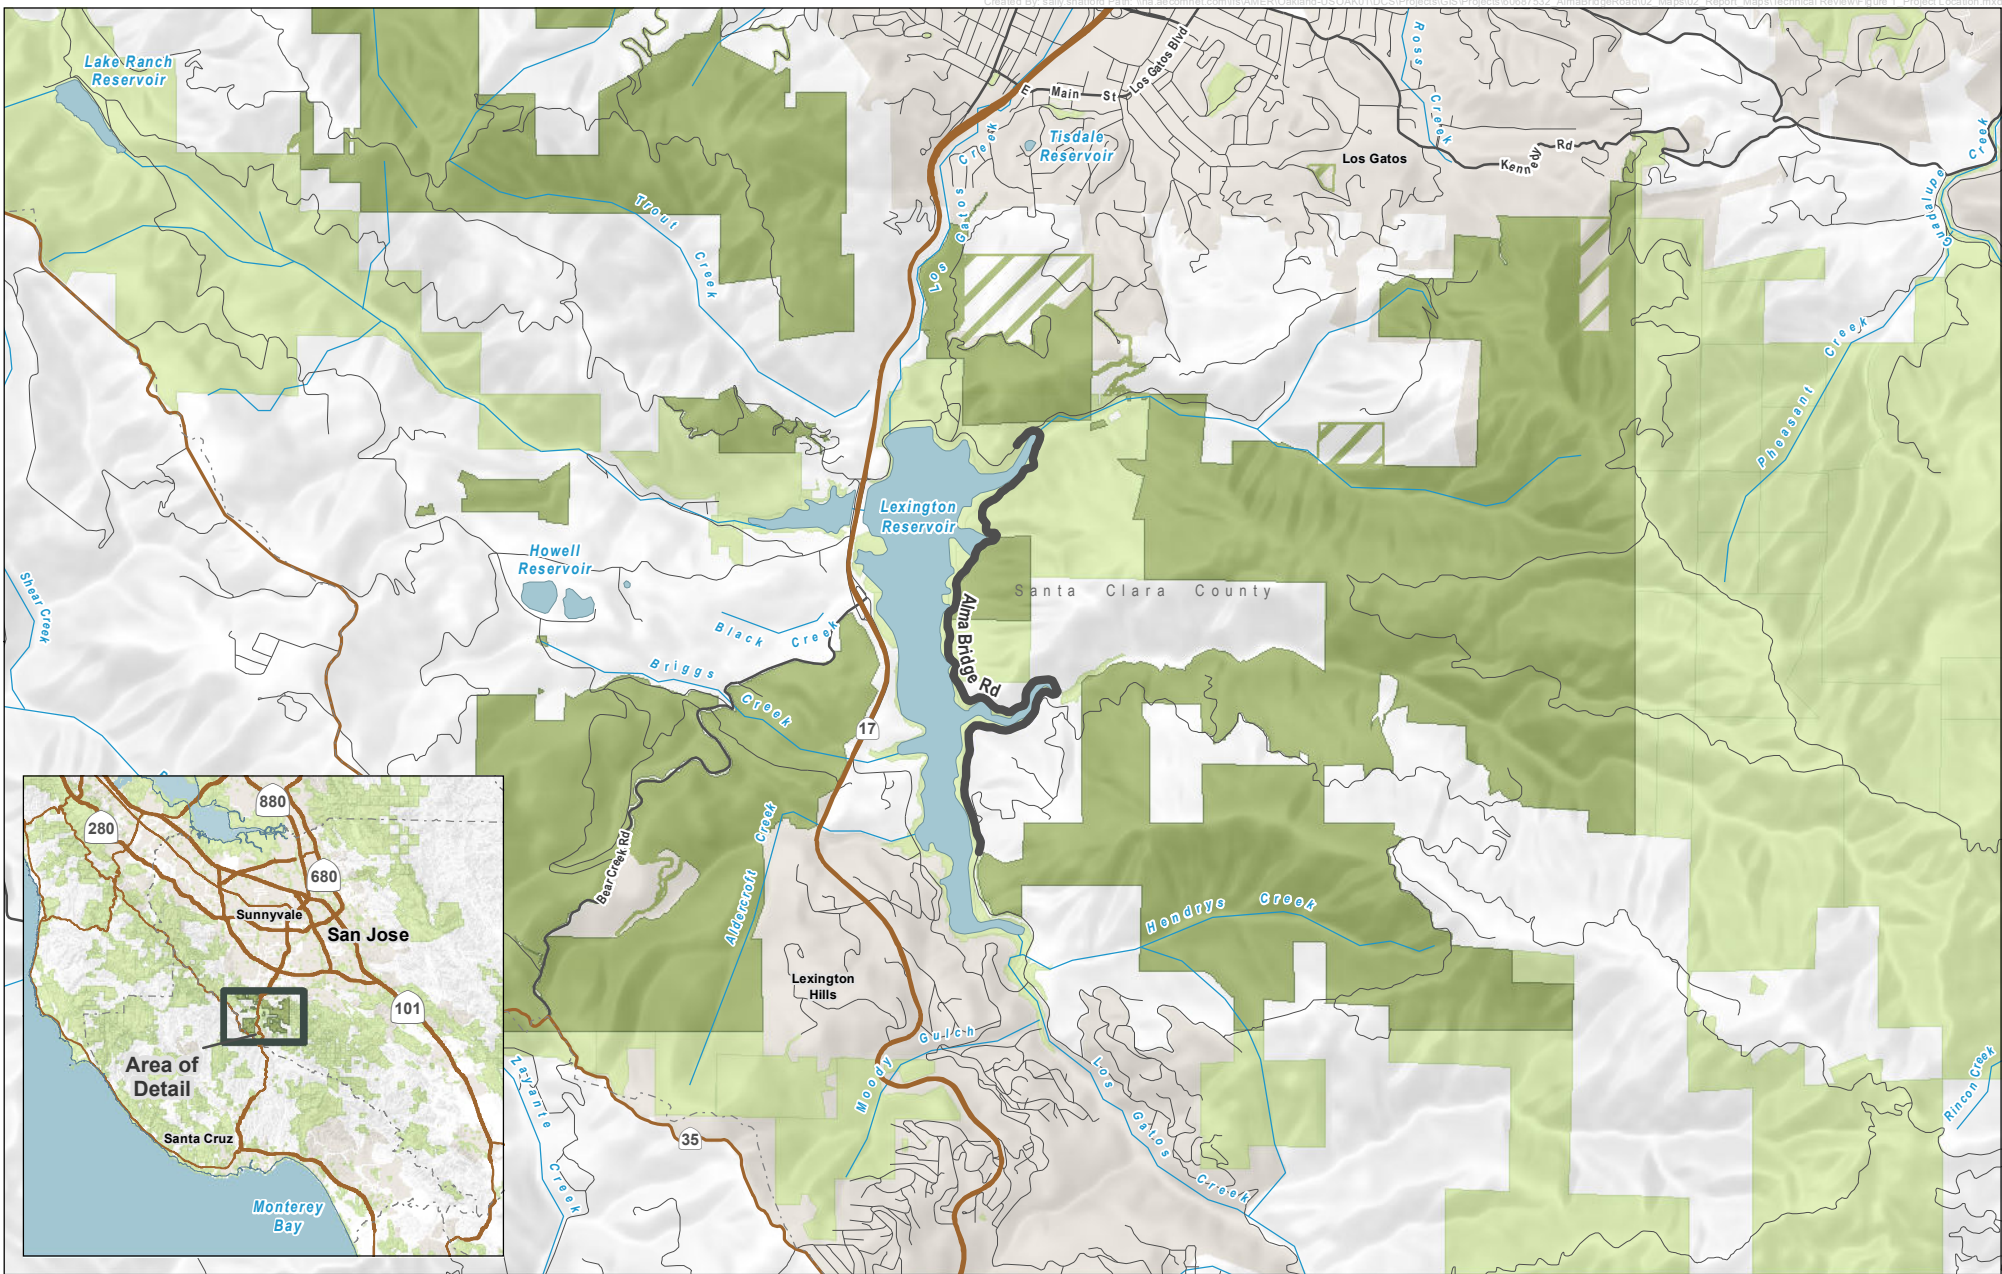 Lake Ranch
Reservoir
E Main St
Los Gatos Blvd
Ross Creek
Tisdale
Reservoir
Los Gatos
Kennedy Rd
Guadalupe Creek
Los Gatos Creek
Trout Creek
Pheasant Creek
Lexington
Reservoir
Howell
Reservoir
Shear Creek
Santa Clara County
Alma Bridge Rd
Black Creek
Briggs Creek
17
Bear Creek Rd
Aldercroft Creek
Hendrys Creek
Lexington
Hills
Moody Gulch
Los Gatos Creek
Zayante Creek
35
Rincon Creek
880
280
680
Sunnyvale
San Jose
101
Area of
Detail
Santa Cruz
Monterey
Bay